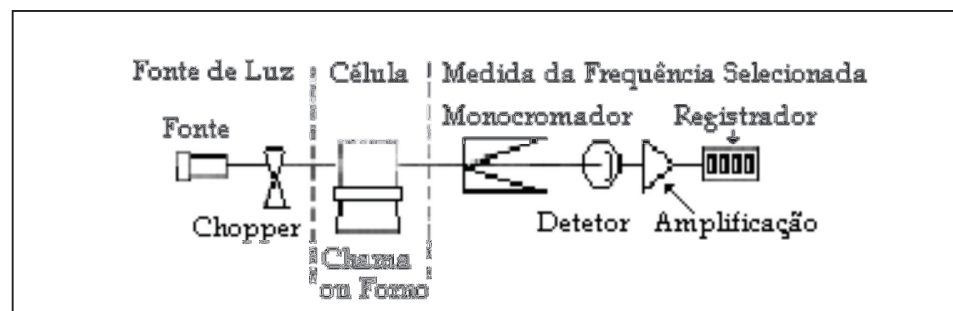 Fonte de Luz Célula Medida da Frequência Selecionada
Monocromador Registrador
Fonte
Chopper
Detetor Amplificação
Chama
ou Forno